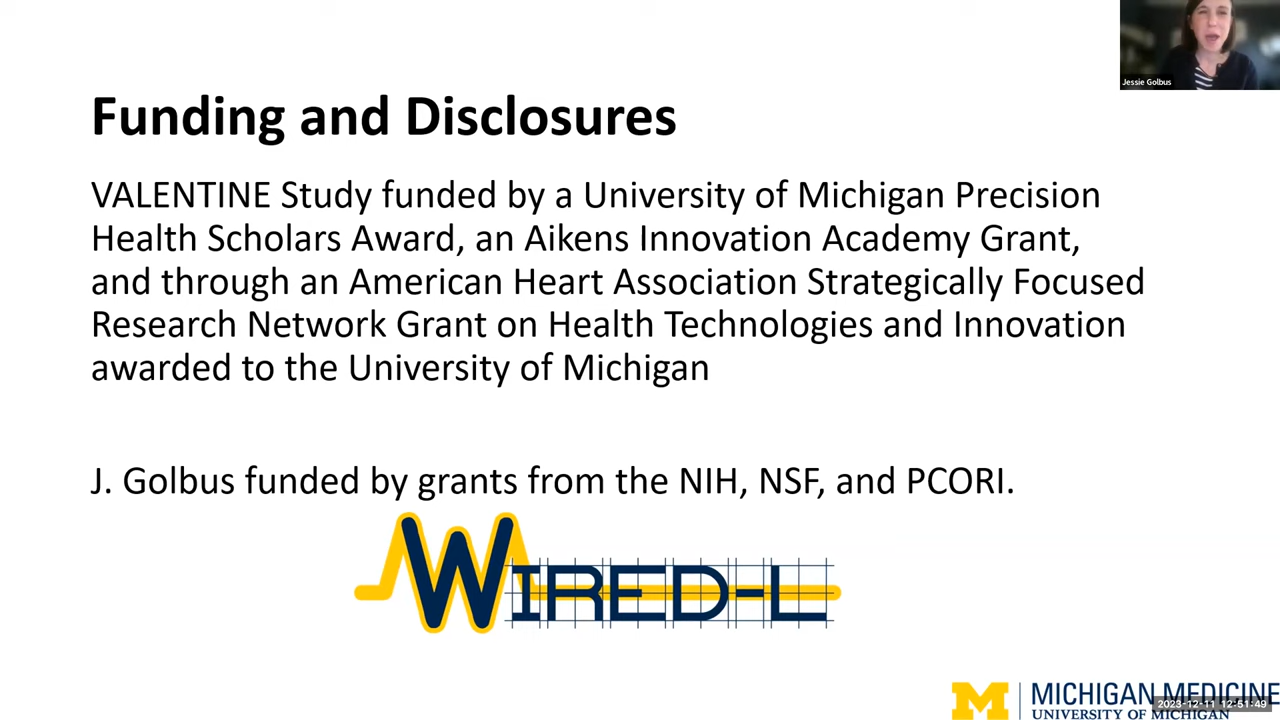 Jessie Golbus
Funding and Disclosures
VALENTINE Study funded by a University of Michigan Precision
Health Scholars Award, an Aikens Innovation Academy Grant,
and through an American Heart Association Strategically Focused
Research Network Grant on Health Technologies and Innovation
awarded to the University of Michigan
J. Golbus funded by grants from the NIH, NSF, and PCORI.
WIRED-L
M MICHIGAN MEDICINE
UNIVERSITY OF MICHIGAN
2023-12-11 12:51:49